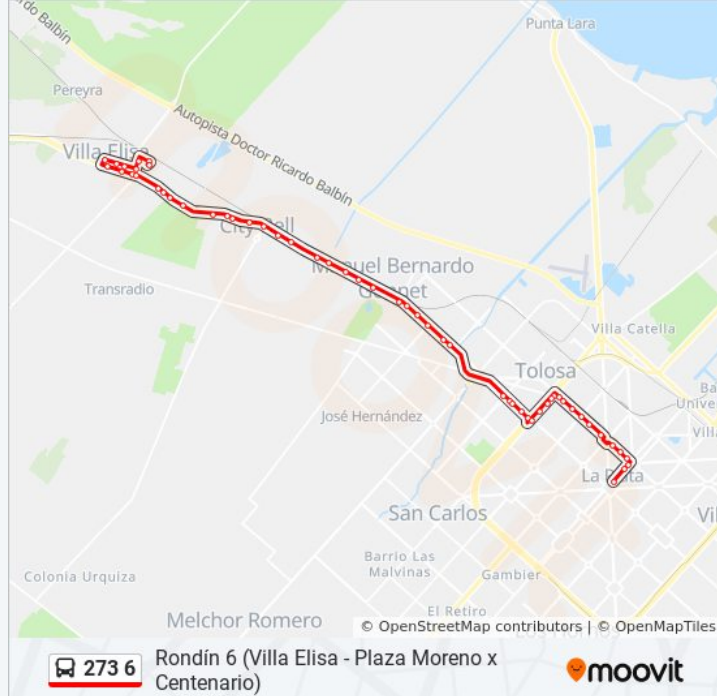 Balbín
Punta Lara
Pereyra
Autopista Doctor Ricardo Balbín
Villa Elisa
City Bell
Manuel Bernardo
Gonnet
Transradio
Villa Catella
Tolosa
José Hernández
La Plata
San Carlos
Barrio Las
Malvinas
Gambier
Colonia Urquiza
El Retiro
Melchor Romero
© OpenStreetMap contributors | © OpenMapTiles
273 6
Rondín 6 (Villa Elisa - Plaza Moreno x
Centenario)
moovit